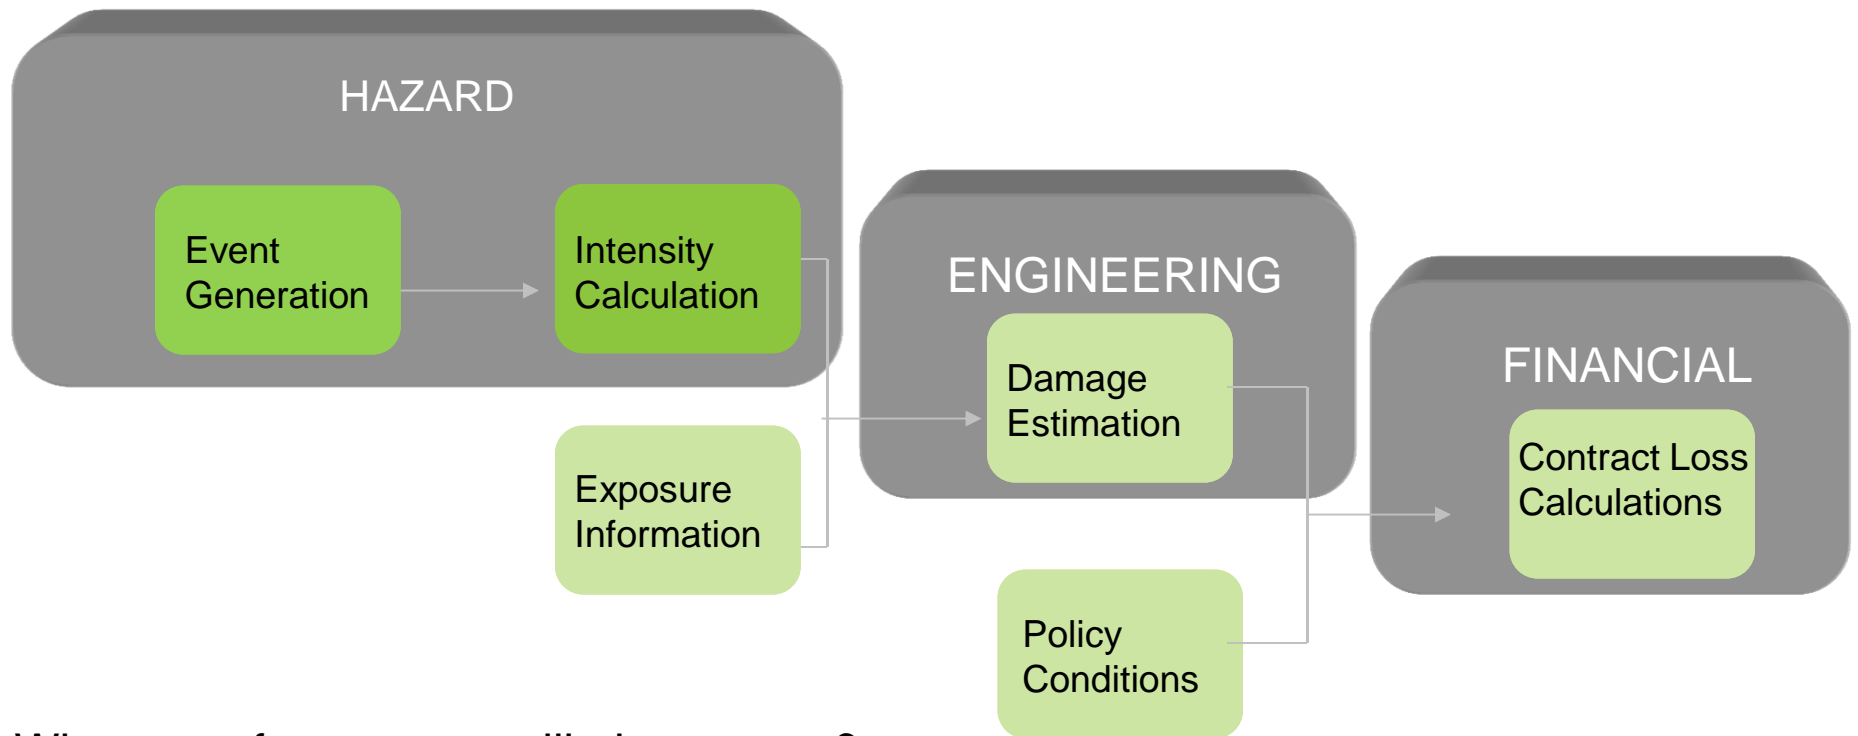 HAZARD
Event
Generation
Intensity
Calculation
Exposure
Information
ENGINEERING
Damage
Estimation
Policy
Conditions
FINANCIAL
Contract Loss
Calculations